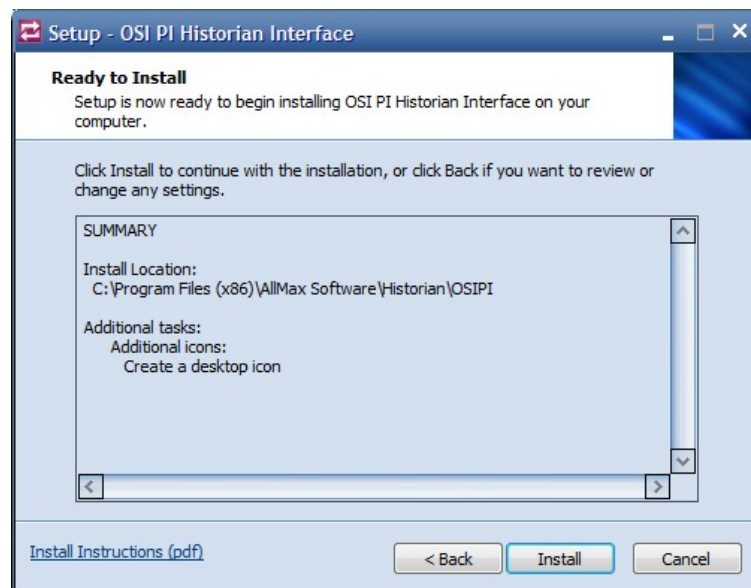 Setup - OSI PI Historian Interface
Ready to Install
Setup is now ready to begin installing OSI PI Historian Interface on your
computer.
Click Install to continue with the installation, or click Back if you want to review or
change any settings.
SUMMARY
Install Location:
C:\Program Files (x86)\AllMax Software\Historian\OSIPI
Additional tasks:
Additional icons:
Create a desktop icon
Install Instructions (pdf)
< Back
Install
Cancel